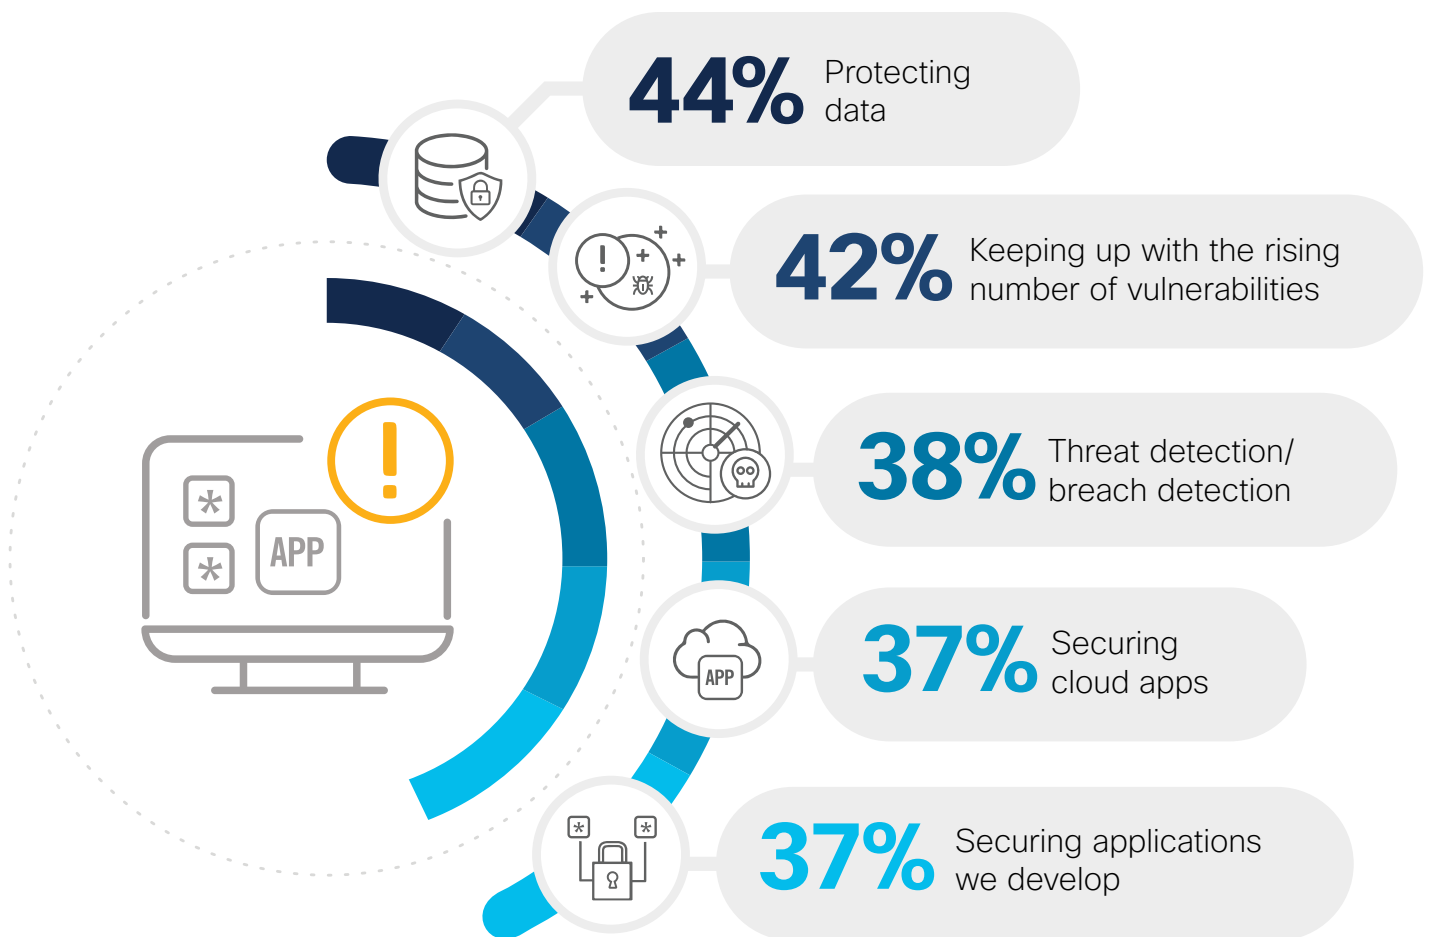 44%
Protecting
data
42%
Keeping up with the rising
number of vulnerabilities
38%
Threat detection/
breach detection
37%
Securing
cloud apps
37%
Securing applications
we develop
!
*
*
APP
!
APP
*
*